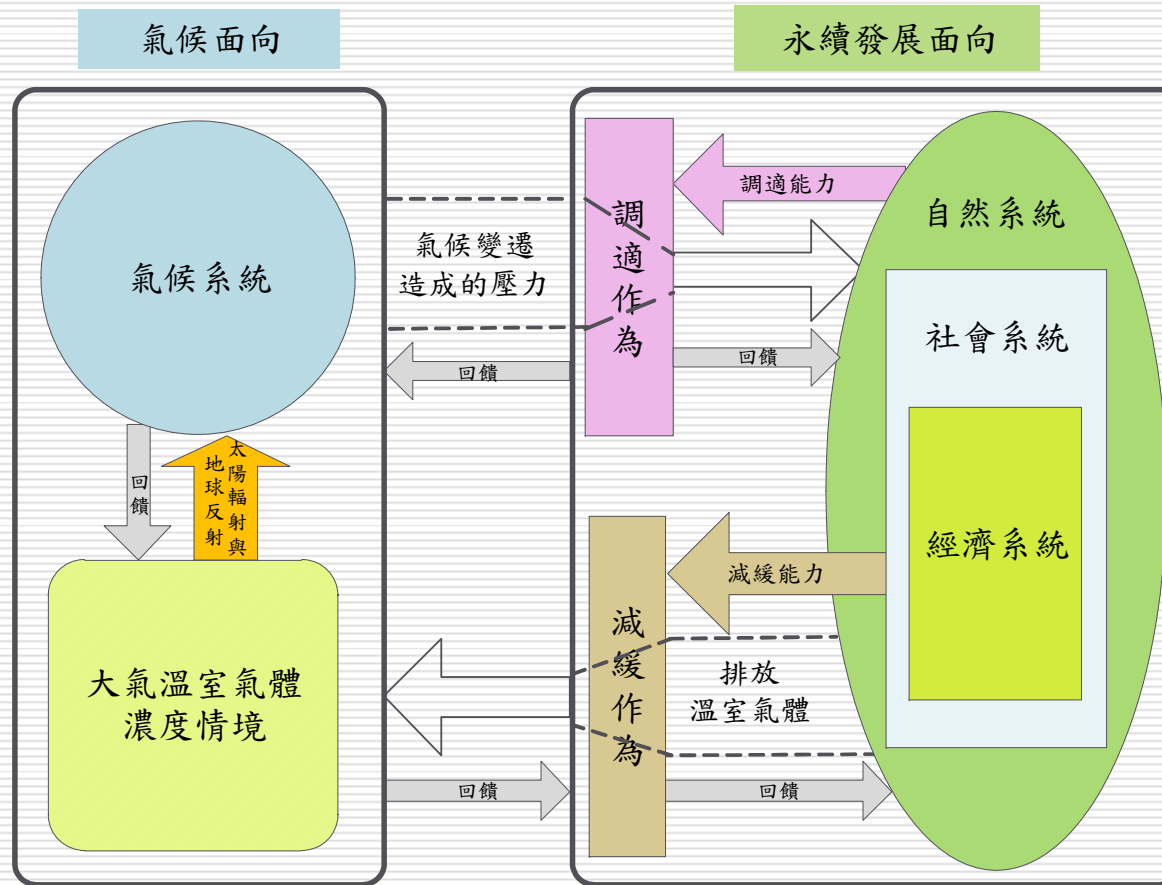 氣候面向
永續發展面向
氣候系統
氣候變遷
造成的壓力
調適作為
調適能力
自然系統
社會系統
經濟系統
回饋
回饋
回饋
太陽輻射與
地球反射
大氣溫室氣體
濃度情境
減緩作為
減緩能力
排放
溫室氣體
回饋
回饋